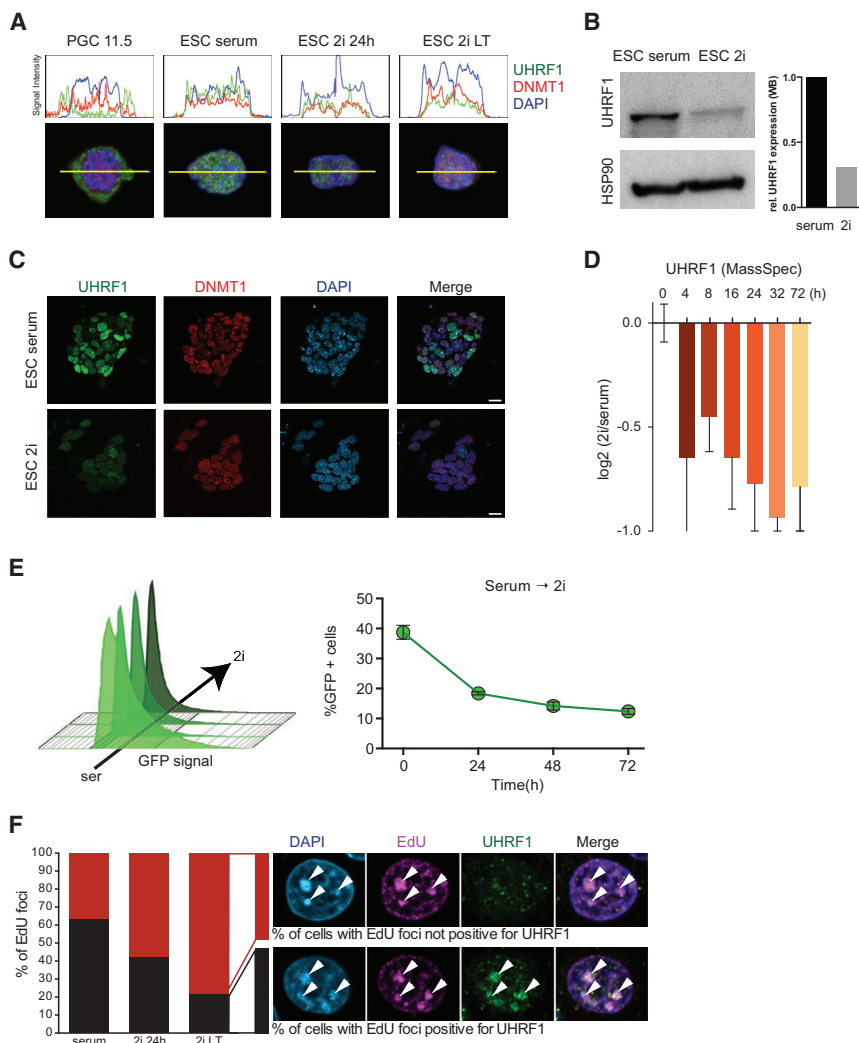 A
PGC 11.5 ESC serum ESC 2i 24h ESC 2i LT
Signal Intensity
UHRF1
DNMT1
DAPI
B
ESC serum ESC 2i
UHRF1
HSP90
rel. UHRF1 expression (WB)
1.0
0.5
0.0
serum 2i
C
UHRF1 DNMT1 DAPI Merge
ESC serum
ESC 2i
D
UHRF1 (MassSpec)
0 4 8 16 24 32 72 (h)
log2 (2i/serum)
0.0
-0.5
-1.0
E
2i
ser
GFP signal
Serum → 2i
%GFP + cells
50
40
30
20
10
0
0 24 48 72
Time(h)
F
% of EdU foci
100
90
80
70
60
50
40
30
20
10
0
serum 2i 24h 2i LT
DAPI EdU UHRF1 Merge
% of cells with EdU foci not positive for UHRF1
% of cells with EdU foci positive for UHRF1